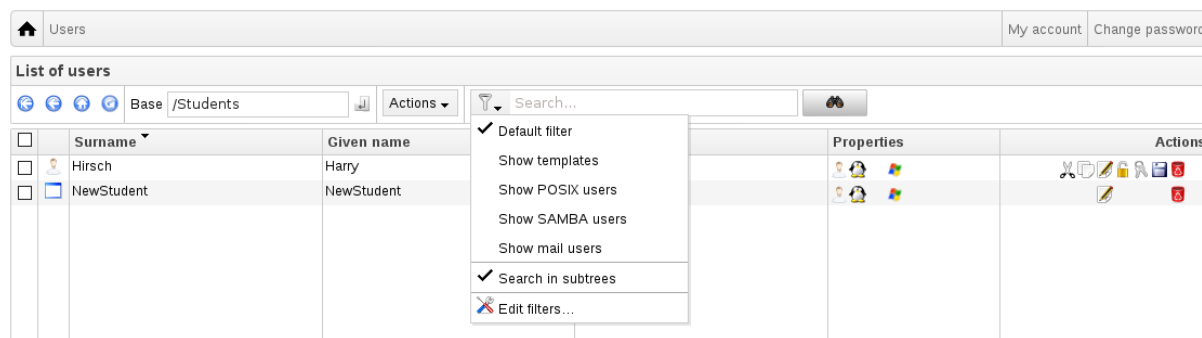 Users My account Change password
List of users
Base /Students Actions Search...
Surname Given name Properties Actions
Default filter
Show templates
Show POSIX users
Show SAMBA users
Show mail users
Search in subtrees
Edit filters...
Hirsch Harry
NewStudent NewStudent